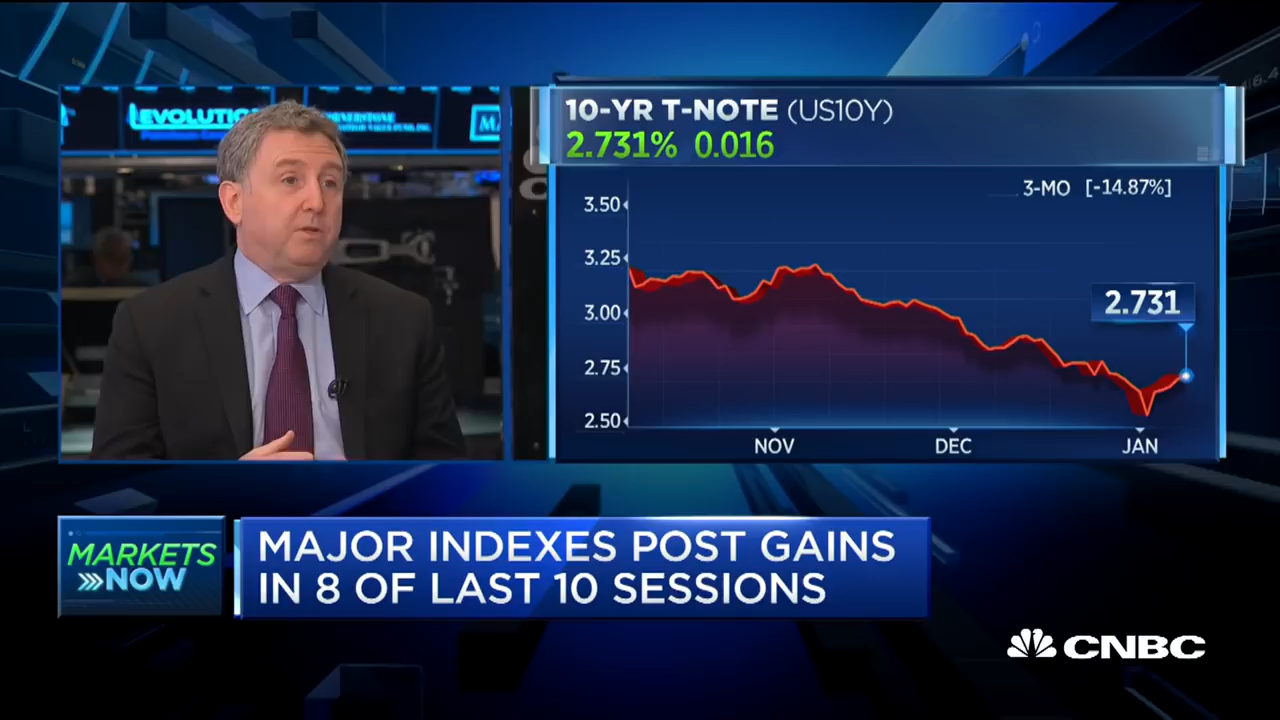 EVOLUTIO
10-YR T-NOTE (US10Y)
2.731% 0.016
3-MO [-14.87%]
3.50
3.25
3.00
2.75
2.50
2.731
NOV DEC JAN
MARKETS
NOW
MAJOR INDEXES POST GAINS
IN 8 OF LAST 10 SESSIONS
CNBC